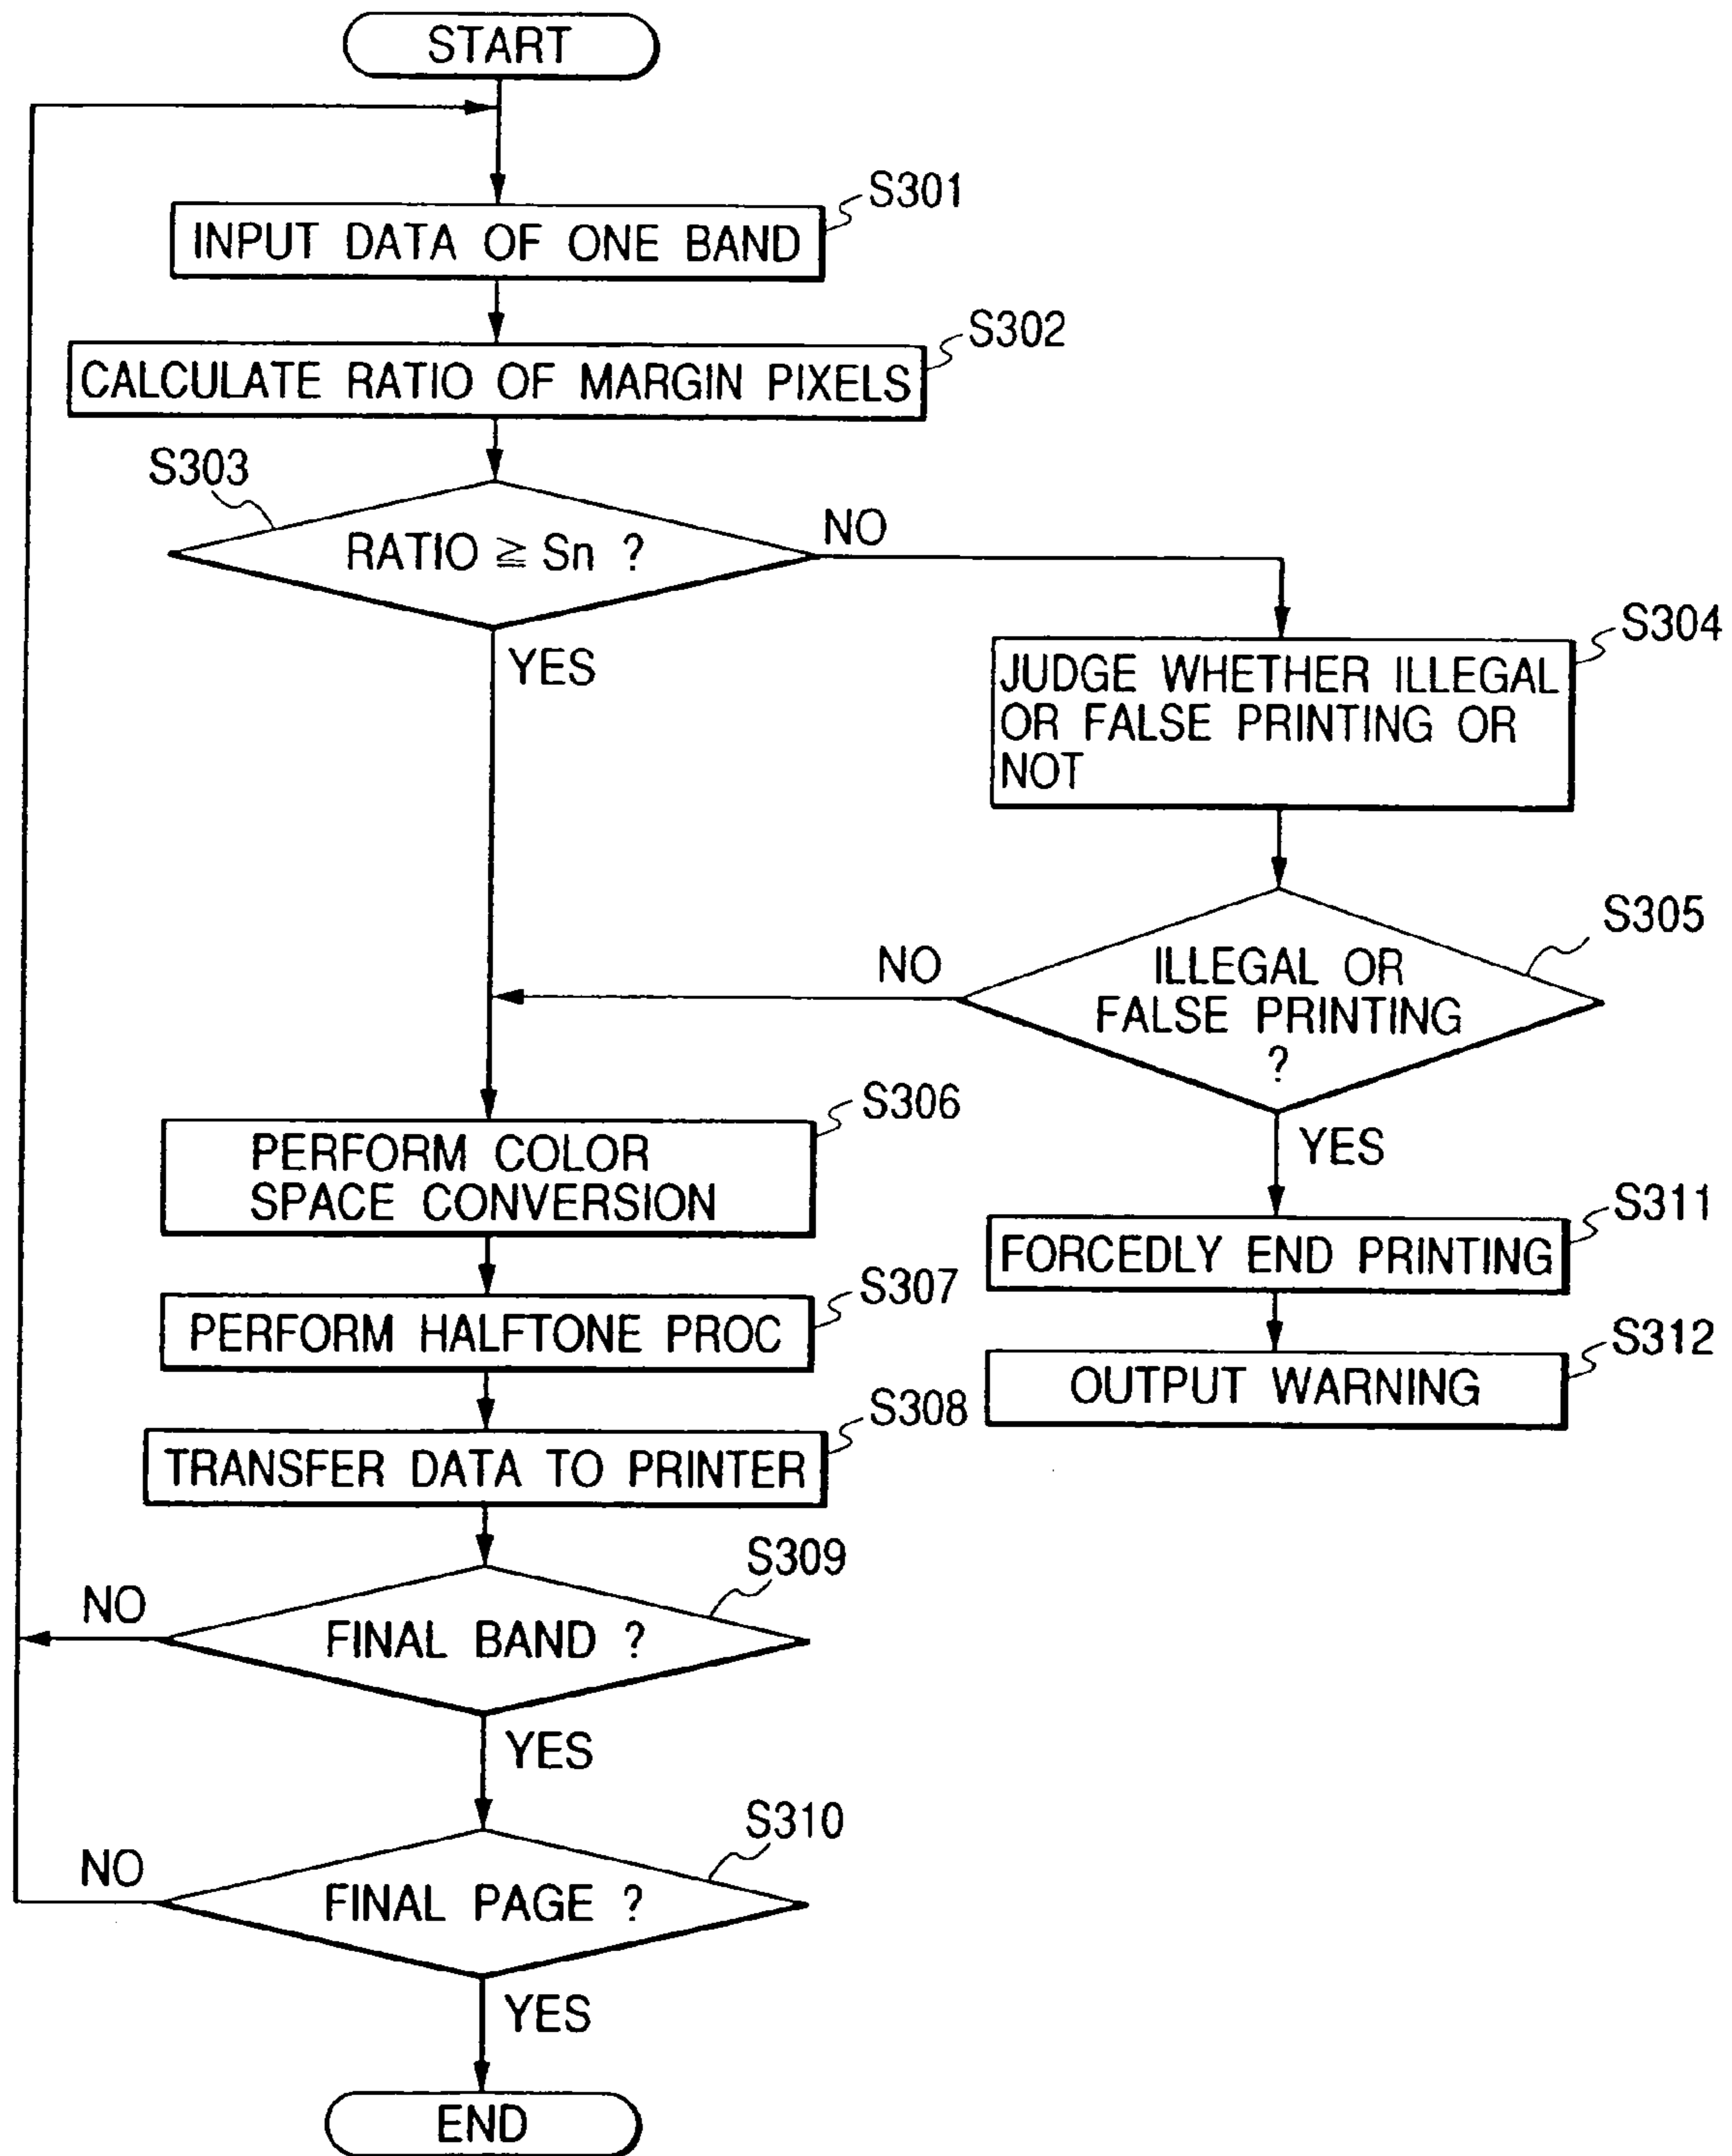 START
S301
INPUT DATA OF ONE BAND
S302
CALCULATE RATIO OF MARGIN PIXELS
S303
RATIO ≧ Sn ?
NO
YES
S304
JUDGE WHETHER ILLEGAL
OR FALSE PRINTING OR
NOT
S305
ILLEGAL OR
FALSE PRINTING
?
NO
YES
S306
PERFORM COLOR
SPACE CONVERSION
S311
FORCEDLY END PRINTING
S307
PERFORM HALFTONE PROC
S312
OUTPUT WARNING
S308
TRANSFER DATA TO PRINTER
S309
FINAL BAND ?
NO
YES
S310
FINAL PAGE ?
NO
YES
END